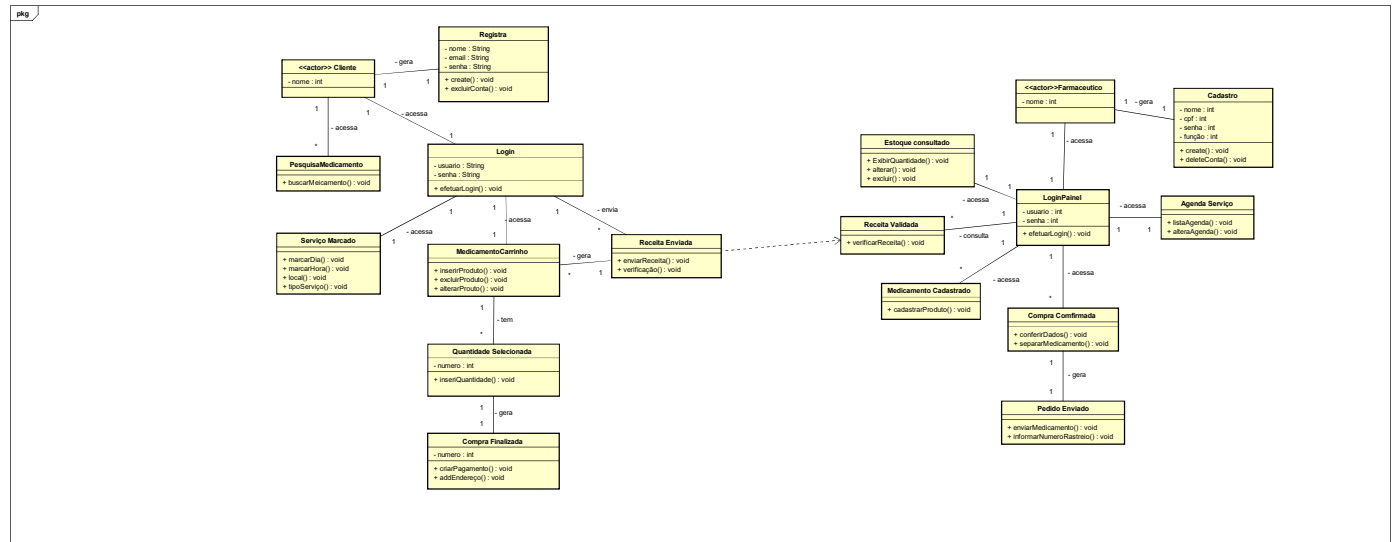 pkg
Registra
- nome : String
- email : String
- senha : String
+ create() : void
+ excluirConta() : void
<<actor>> Cliente
- nome : int
- gera
1
1
1
- acessa
*
1
- acessa
1
PesquisaMedicamento
+ buscarMeicamento() : void
Login
- usuario : String
- senha : String
+ efetuarLogin() : void
1
- acessa
1
1
- acessa
1
1
- envia
*
Serviço Marcado
+ marcarDia() : void
+ marcarHora() : void
+ local() : void
+ tipoServiço() : void
MedicamentoCarrinho
+ inserirProduto() : void
+ excluirProduto() : void
+ alterarProuto() : void
- gera
*
1
Receita Enviada
+ enviarReceita() : void
+ verificação() : void
1
- tem
*
Quantidade Selecionada
- numero : int
+ inseriQuantidade() : void
1
- gera
1
Compra Finalizada
- numero : int
+ criarPagamento() : void
+ addEndereço() : void
<<actor>>Farmaceutico
- nome : int
1
- gera
1
Cadastro
- nome : int
- cpf : int
- senha : int
- função : int
+ create() : void
+ deleteConta() : void
1
- acessa
1
Estoque consultado
+ ExibirQuantidade() : void
+ alterar() : void
+ excluir() : void
1
1
- acessa
LoginPainel
- usuario : int
- senha : int
+ efetuarLogin() : void
- acessa
1
1
Agenda Serviço
+ listaAgenda() : void
+ alteraAgenda() : void
Receita Validada
+ verificarReceita() : void
*
1
- consulta
1
*
- acessa
Medicamento Cadastrado
+ cadastrarProduto() : void
1
- acessa
*
Compra Comfirmada
+ conferirDados() : void
+ separarMedicamento() : void
1
- gera
1
Pedido Enviado
+ enviarMedicamento() : void
+ informarNumeroRastreio() : void